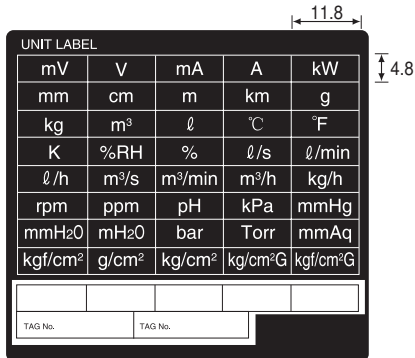 11.8
UNIT LABEL
4.8
mV V mA A kW
mm cm m km g
kg m³ ℓ ℃ °F
K %RH % ℓ/s ℓ/min
ℓ/h m³/s m³/min m³/h kg/h
rpm ppm pH kPa mmHg
mmH20 mH20 bar Torr mmAq
kgf/cm² g/cm² kg/cm² kg/cm²G kgf/cm²G
TAG No. TAG No.